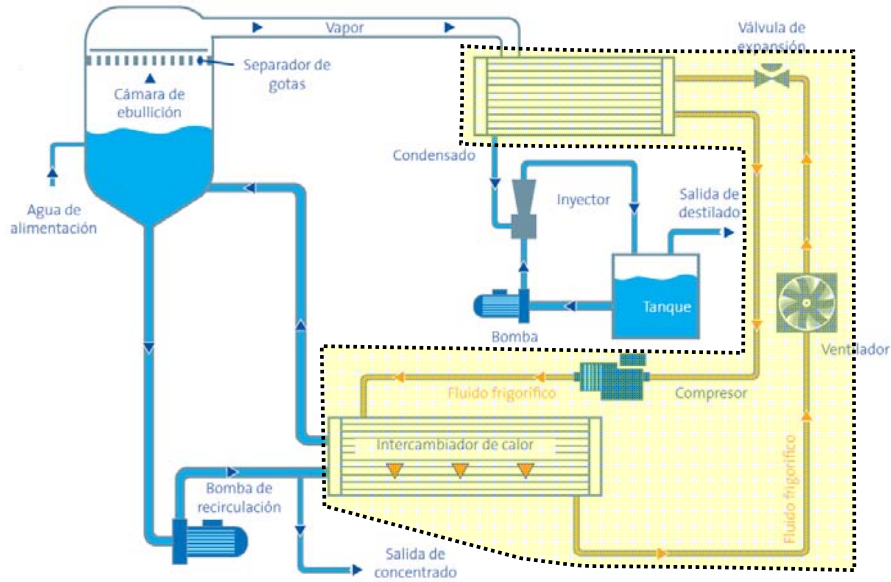 Vapor
Válvula de
expansión
Separador de
gotas
Cámara de
ebullición
Condensado
Agua de
alimentación
Inyector
Salida de
destilado
Tanque
Bomba
Ventilador
Fluido frigorífico
Compresor
Intercambiador de calor
Fluido frigorífico
Bomba de
recirculación
Salida de
concentrado